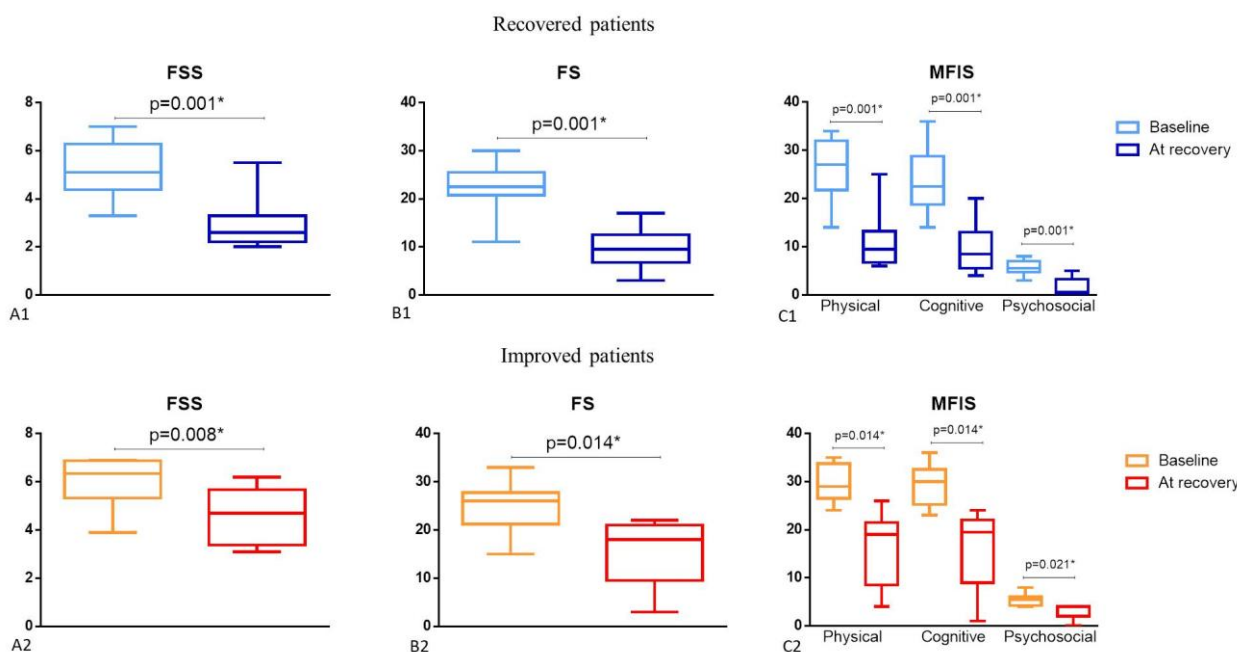 Recovered patients
FSS
p=0.001*
8
6
4
2
0
A1
FS
p=0.001*
40
30
20
10
0
B1
MFIS
p=0.001*
p=0.001*
p=0.001*
40
30
20
10
0
Physical Cognitive Psychosocial
C1
Baseline
At recovery
Improved patients
FSS
p=0.008*
8
6
4
2
0
A2
FS
p=0.014*
40
30
20
10
0
B2
MFIS
p=0.014*
p=0.014*
p=0.021*
40
30
20
10
0
Physical Cognitive Psychosocial
C2
Baseline
At recovery